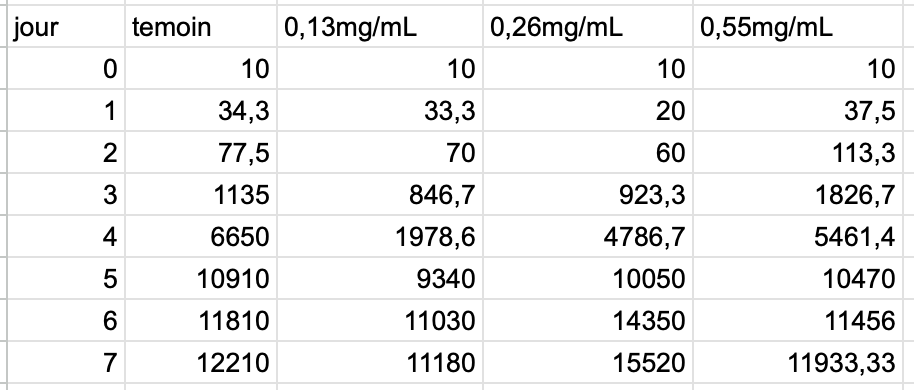 jour temoin 0,13mg/mL 0,26mg/mL 0,55mg/mL
0 10 10 10 10
1 34,3 33,3 20 37,5
2 77,5 70 60 113,3
3 1135 846,7 923,3 1826,7
4 6650 1978,6 4786,7 5461,4
5 10910 9340 10050 10470
6 11810 11030 14350 11456
7 12210 11180 15520 11933,33